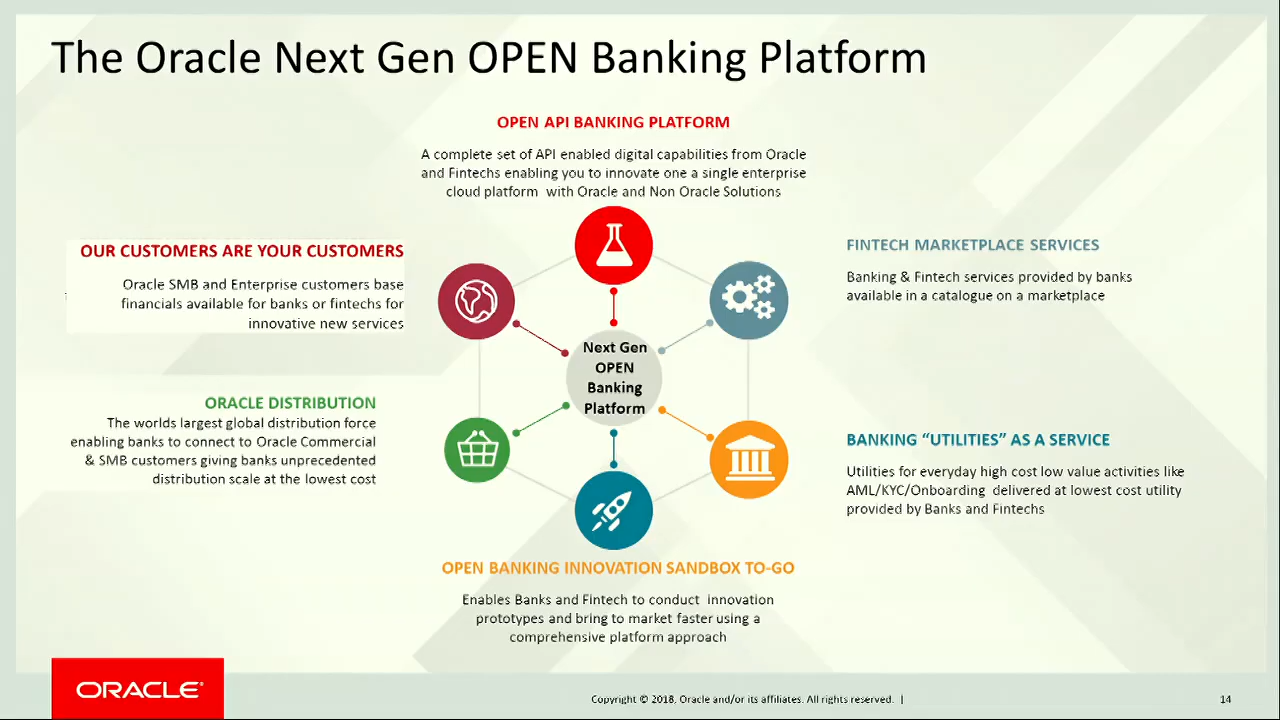 The Oracle Next Gen OPEN Banking Platform
OPEN API BANKING PLATFORM
A complete set of API enabled digital capabilities from Oracle
and Fintechs enabling you to innovate one a single enterprise
cloud platform with Oracle and Non Oracle Solutions
OUR CUSTOMERS ARE YOUR CUSTOMERS
Oracle SMB and Enterprise customers base
financials available for banks or fintechs for
innovative new services
FINTECH MARKETPLACE SERVICES
Banking & Fintech services provided by banks
available in a catalogue on a marketplace
Next Gen
OPEN
Banking
Platform
ORACLE DISTRIBUTION
The worlds largest global distribution force
enabling banks to connect to Oracle Commercial
& SMB customers giving banks unprecedented
distribution scale at the lowest cost
BANKING “UTILITIES” AS A SERVICE
Utilities for everyday high cost low value activities like
AML/KYC/Onboarding delivered at lowest cost utility
provided by Banks and Fintechs
OPEN BANKING INNOVATION SANDBOX TO-GO
Enables Banks and Fintech to conduct innovation
prototypes and bring to market faster using a
comprehensive platform approach
ORACLE®
Copyright © 2018, Oracle and/or its affiliates. All rights reserved. |
14